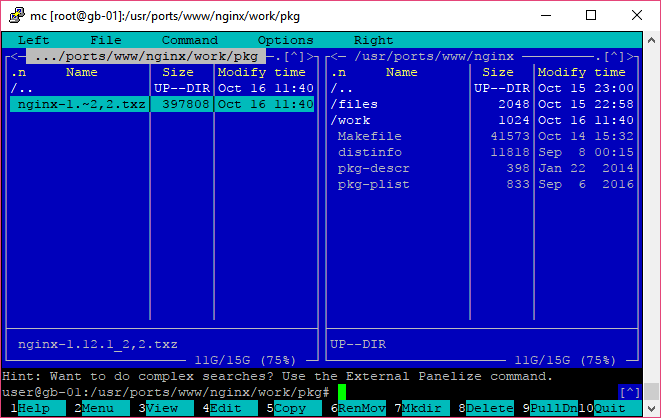 mc [root@gb-01]:/usr/ports/www/nginx/work/pkg
Left File Command Options Right
<─ .../ports/www/nginx/work/pkg ─.[^]> <─ /usr/ports/www/nginx ─.[^]>
.n Name Size Modify time .n Name Size Modify time
/.. UP--DIR Oct 16 11:40 /.. UP--DIR Oct 15 23:00
nginx-1.~2,2.txz 397808 Oct 16 11:40 /files 2048 Oct 15 22:58
/work 1024 Oct 16 11:40
Makefile 41573 Oct 14 15:32
distinfo 11818 Sep 8 00:15
pkg-descr 398 Jan 22 2014
pkg-plist 833 Sep 6 2016
nginx-1.12.1_2,2.txz UP--DIR
11G/15G (75%) 11G/15G (75%)
Hint: Want to do complex searches? Use the External Panelize command.
user@gb-01:/usr/ports/www/nginx/work/pkg# [^]
1Help 2Menu 3View 4Edit 5Copy 6RenMov 7Mkdir 8Delete 9PullDn 10Quit